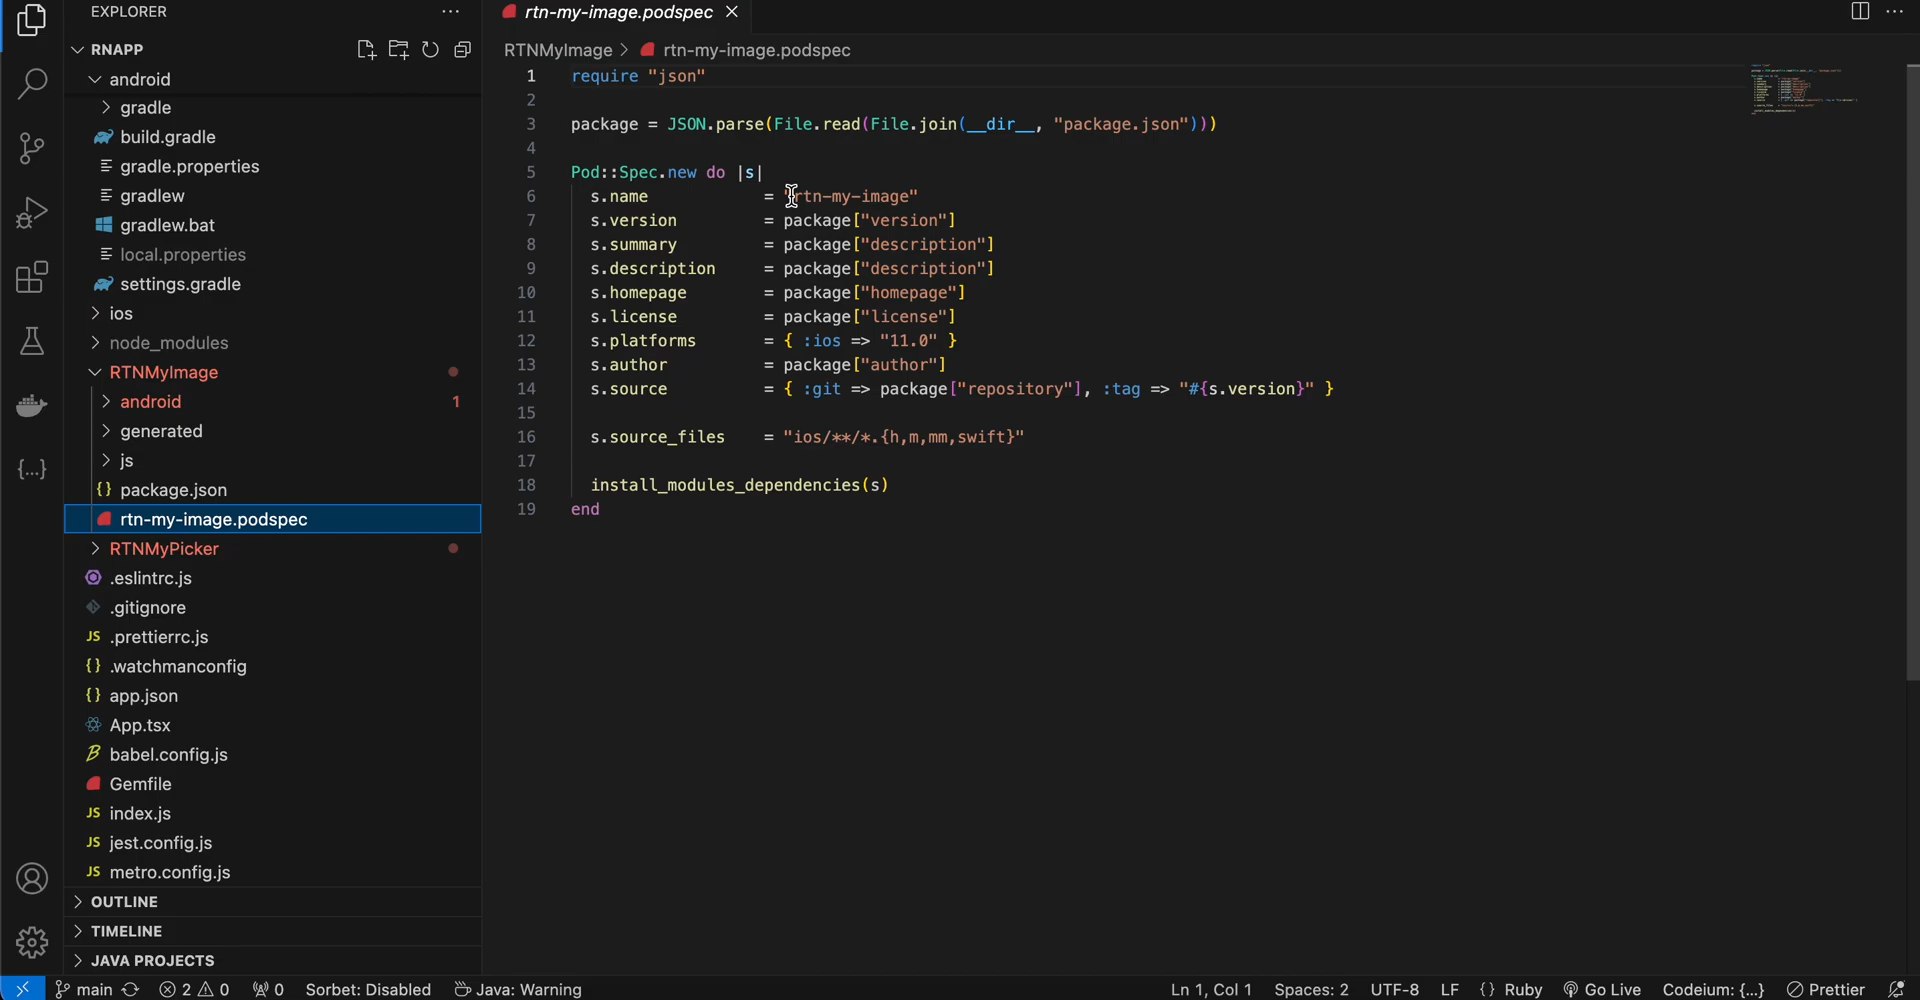 EXPLORER
RNAPP
android
gradle
build.gradle
gradle.properties
gradlew
gradlew.bat
local.properties
settings.gradle
ios
node_modules
RTNMyImage
android 1
generated
js
package.json
rtn-my-image.podspec
RTNMyPicker
.eslintrc.js
.gitignore
JS .prettierrc.js
.watchmanconfig
app.json
App.tsx
babel.config.js
Gemfile
JS index.js
JS jest.config.js
JS metro.config.js
OUTLINE
TIMELINE
JAVA PROJECTS
rtn-my-image.podspec
RTNMyImage > rtn-my-image.podspec
1 require "json"
2
3 package = JSON.parse(File.read(File.join(__dir__, "package.json")))
4
5 Pod::Spec.new do |s|
6 s.name = "rtn-my-image"
7 s.version = package["version"]
8 s.summary = package["description"]
9 s.description = package["description"]
10 s.homepage = package["homepage"]
11 s.license = package["license"]
12 s.platforms = { :ios => "11.0" }
13 s.author = package["author"]
14 s.source = { :git => package["repository"], :tag => "#{s.version}" }
15
16 s.source_files = "ios/**/*.{h,m,mm,swift}"
17
18 install_modules_dependencies(s)
19 end
main 2 0 0 Sorbet: Disabled Java: Warning Ln 1, Col 1 Spaces: 2 UTF-8 LF {} Ruby Go Live Codeium: {...} Prettier